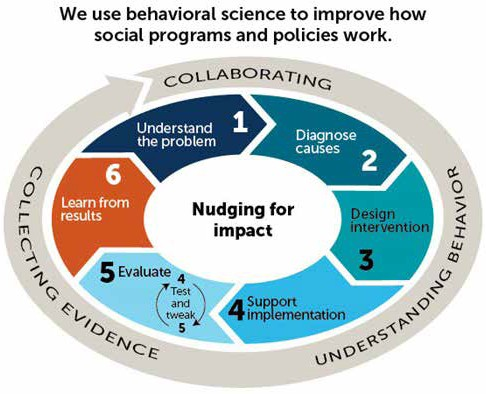 We use behavioral science to improve how
social programs and policies work.
COLLABORATING
1
Understand
the problem
Diagnose
causes
2
UNDERSTANDING BEHAVIOR
Design
intervention
3
4
Support
implementation
5
Evaluate
4
Test
and
tweak
5
6
Learn from
results
COLLECTING EVIDENCE
Nudging for
impact